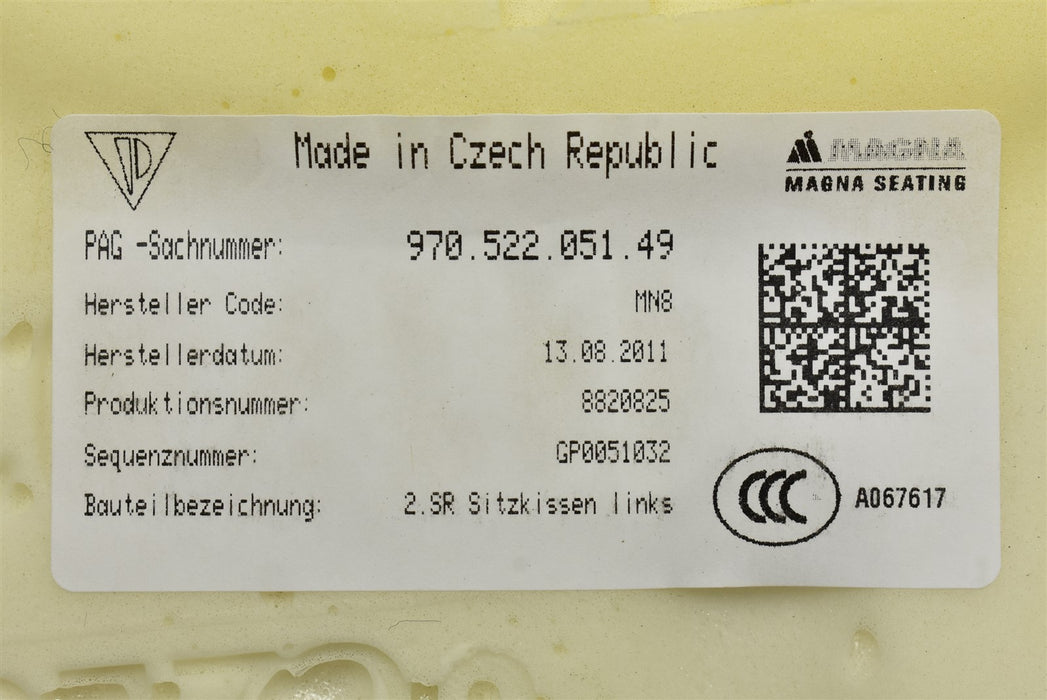 Made in Czech Republic
MAGNA
MAGNA SEATING
PAG -Sachnummer: 970.522.051.49
Hersteller Code: MN8
Herstellerdatum: 13.08.2011
Produktionsnummer: 8820825
Sequenznummer: GP0051032
Bauteilbezeichnung: 2.SR Sitzkissen links
CCC S A067617